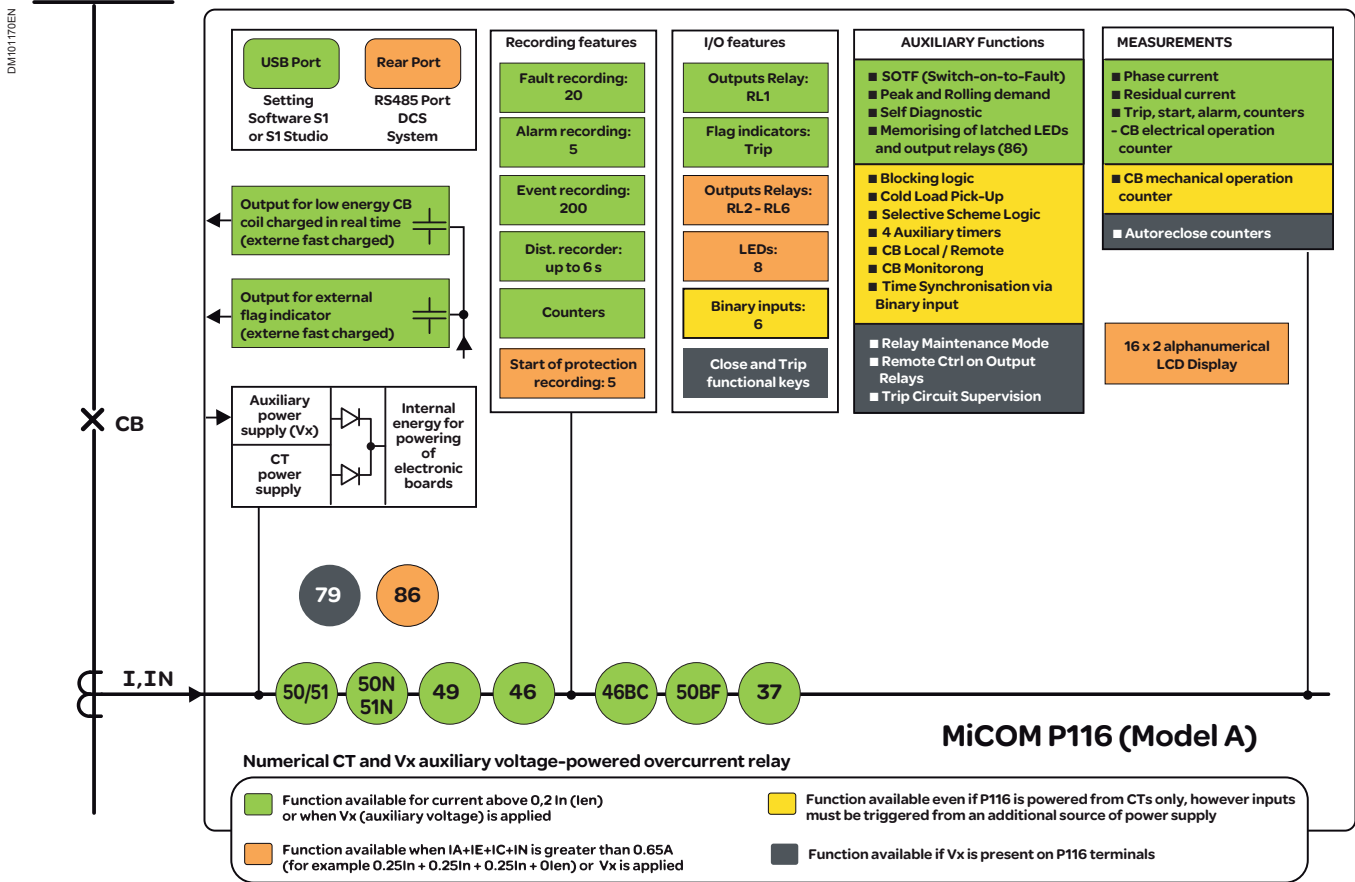 DM101170EN
USB Port
Rear Port
Setting
Software S1
or S1 Studio
RS485 Port
DCS
System
Output for low energy CB
coil charged in real time
(externe fast charged)
Output for external
flag indicator
(externe fast charged)
Auxiliary
power
supply (Vx)
CT
power
supply
Internal
energy for
powering
of
electronic
boards
Recording features
Fault recording:
20
Alarm recording:
5
Event recording:
200
Dist. recorder:
up to 6 s
Counters
Start of protection
recording: 5
I/O features
Outputs Relay:
RL1
Flag indicators:
Trip
Outputs Relays:
RL2 - RL6
LEDs:
8
Binary inputs:
6
Close and Trip
functional keys
AUXILIARY Functions
■ SOTF (Switch-on-to-Fault)
■ Peak and Rolling demand
■ Self Diagnostic
■ Memorising of latched LEDs
and output relays (86)
■ Blocking logic
■ Cold Load Pick-Up
■ Selective Scheme Logic
■ 4 Auxiliary timers
■ CB Local / Remote
■ CB Monitorong
■ Time Synchronisation via
Binary input
■ Relay Maintenance Mode
■ Remote Ctrl on Output
Relays
■ Trip Circuit Supervision
MEASUREMENTS
■ Phase current
■ Residual current
■ Trip, start, alarm, counters
- CB electrical operation
counter
■ CB mechanical operation
counter
■ Autoreclose counters
16 x 2 alphanumerical
LCD Display
CB
79
86
I,IN
50/51
50N
51N
49
46
46BC
50BF
37
MiCOM P116 (Model A)
Numerical CT and Vx auxiliary voltage-powered overcurrent relay
Function available for current above 0,2 In (Ien)
or when Vx (auxiliary voltage) is applied
Function available when IA+IE+IC+IN is greater than 0.65A
(for example 0.25In + 0.25In + 0.25In + 0Ien) or Vx is applied
Function available even if P116 is powered from CTs only, however inputs
must be triggered from an additional source of power supply
Function available if Vx is present on P116 terminals